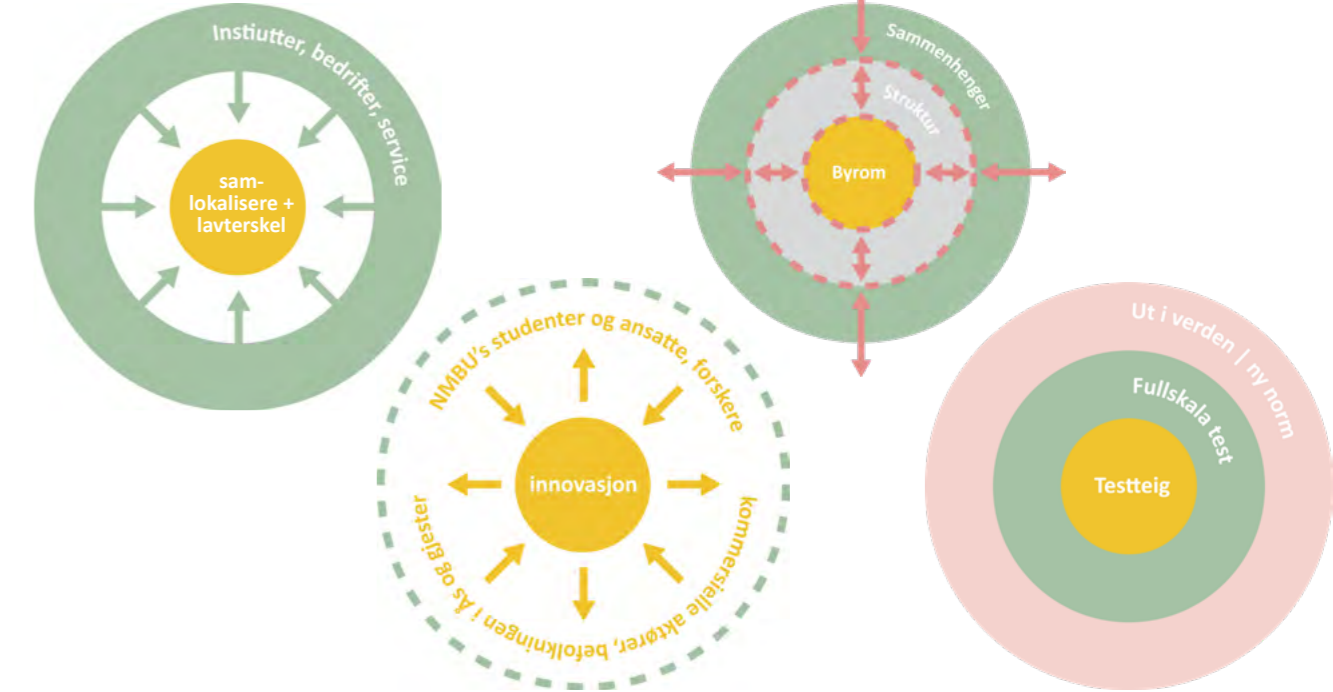 Instiutter, bedrifter, service
sam-
lokalisere +
lavterskel
Sammenhenger
Struktur
Byrom
NMBU's studenter og ansatte, forskere
innovasjon
kommersielle aktører, befolkningen i Ås og gjester
Ut i verden | ny norm
Fullskala test
Testteig